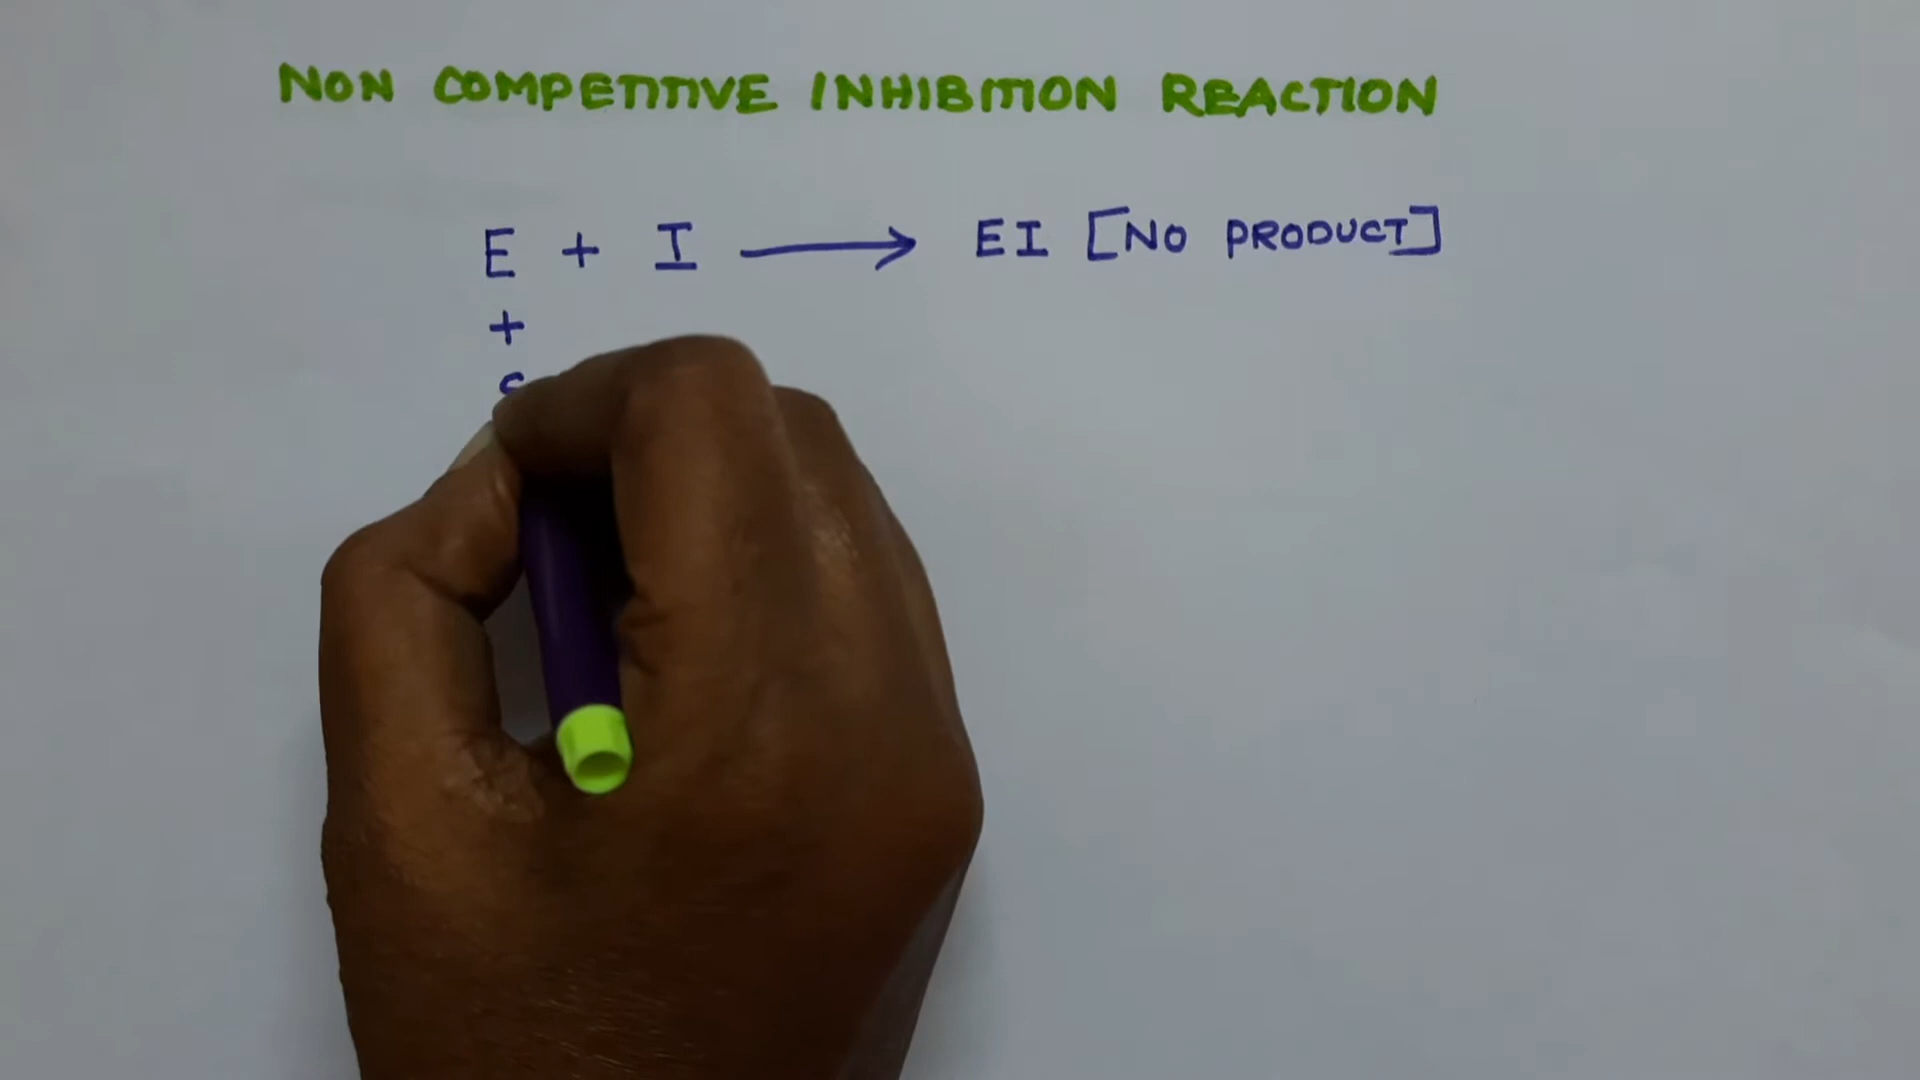 NON COMPETITIVE INHIBITION REACTION
E + I ⟶ EI [NO PRODUCT]
+
S